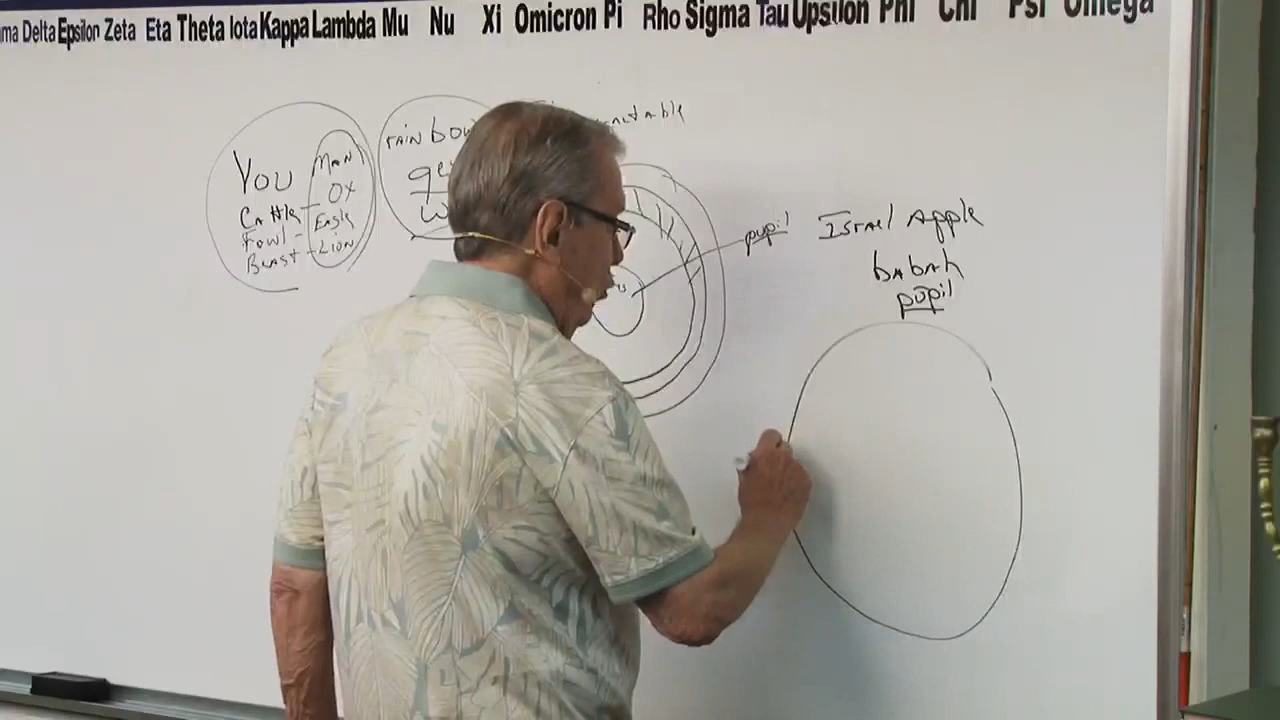 Delta Epsilon Zeta Eta Theta Iota Kappa Lambda Mu Nu Xi Omicron Pi Rho Sigma Tau Upsilon Phi Chi Psi Omega
YOU
Cattle
Fowl -
Beast -
MAN
OX
Eagle
Lion
rainbow
pupil
Israel Apple
babah
pupil